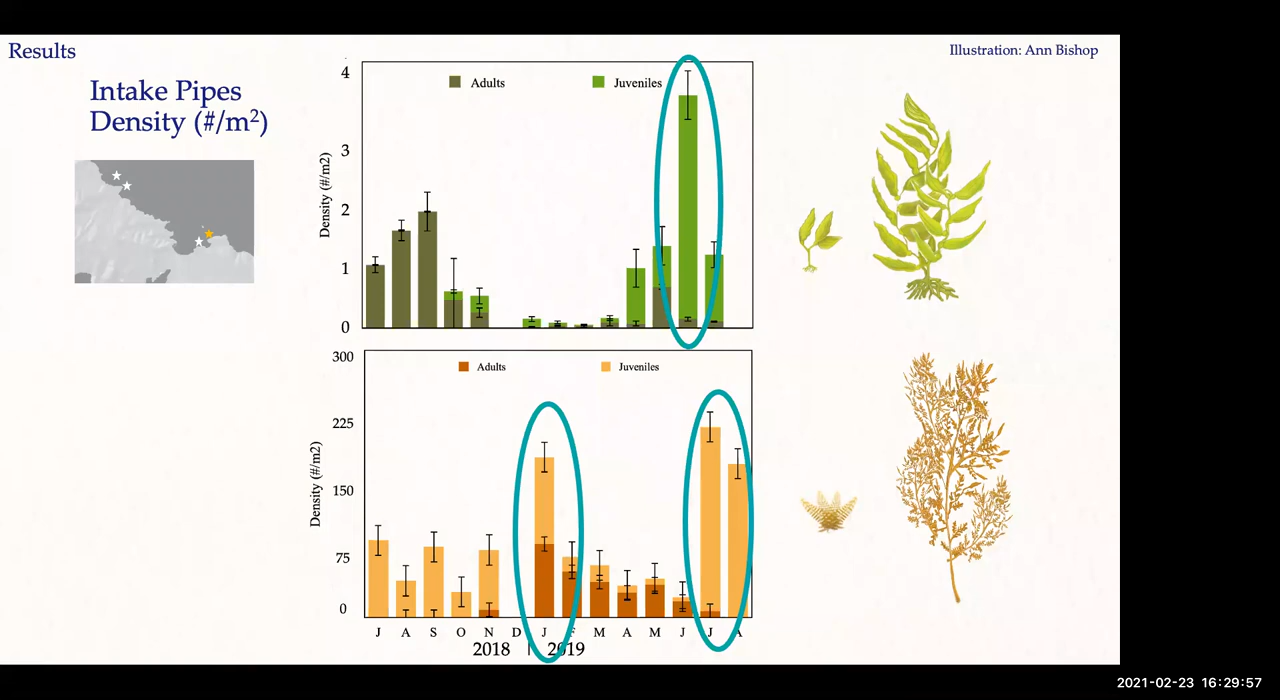 Results
Illustration: Ann Bishop
Intake Pipes
Density (#/m²)
Adults
Juveniles
4
3
2
1
0
Density (#/m2)
Adults
Juveniles
300
225
150
75
0
Density (#/m2)
J A S O N D J F M A M J J A
2018 | 2019
2021-02-23 16:29:57